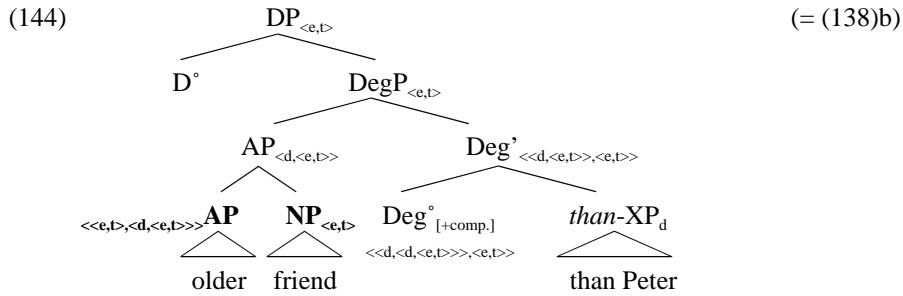 (144) DP<e,t> (= (138)b)
D° DegP<e,t>
AP<d,<e,t>> Deg’<<d,<e,t>>,<e,t>>
<<e,t>,<d,<e,t>>>AP NP<e,t> Deg°[+comp.] than-XPd
<<d,<d,<e,t>>>,<e,t>>
older friend than Peter